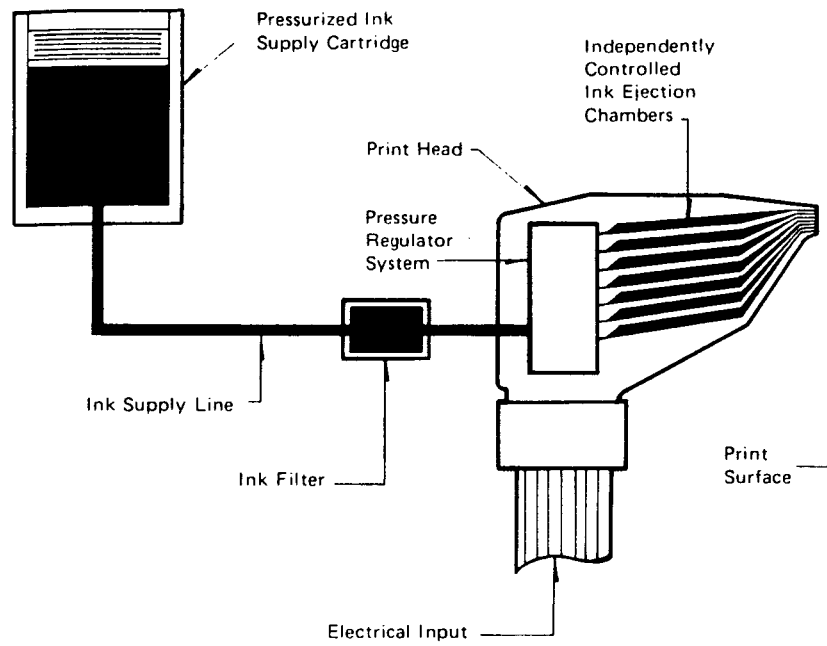 Pressurized Ink
Supply Cartridge
Independently
Controlled
Ink Ejection
Chambers
Print Head
Pressure
Regulator
System
Ink Supply Line
Ink Filter
Print
Surface
Electrical Input